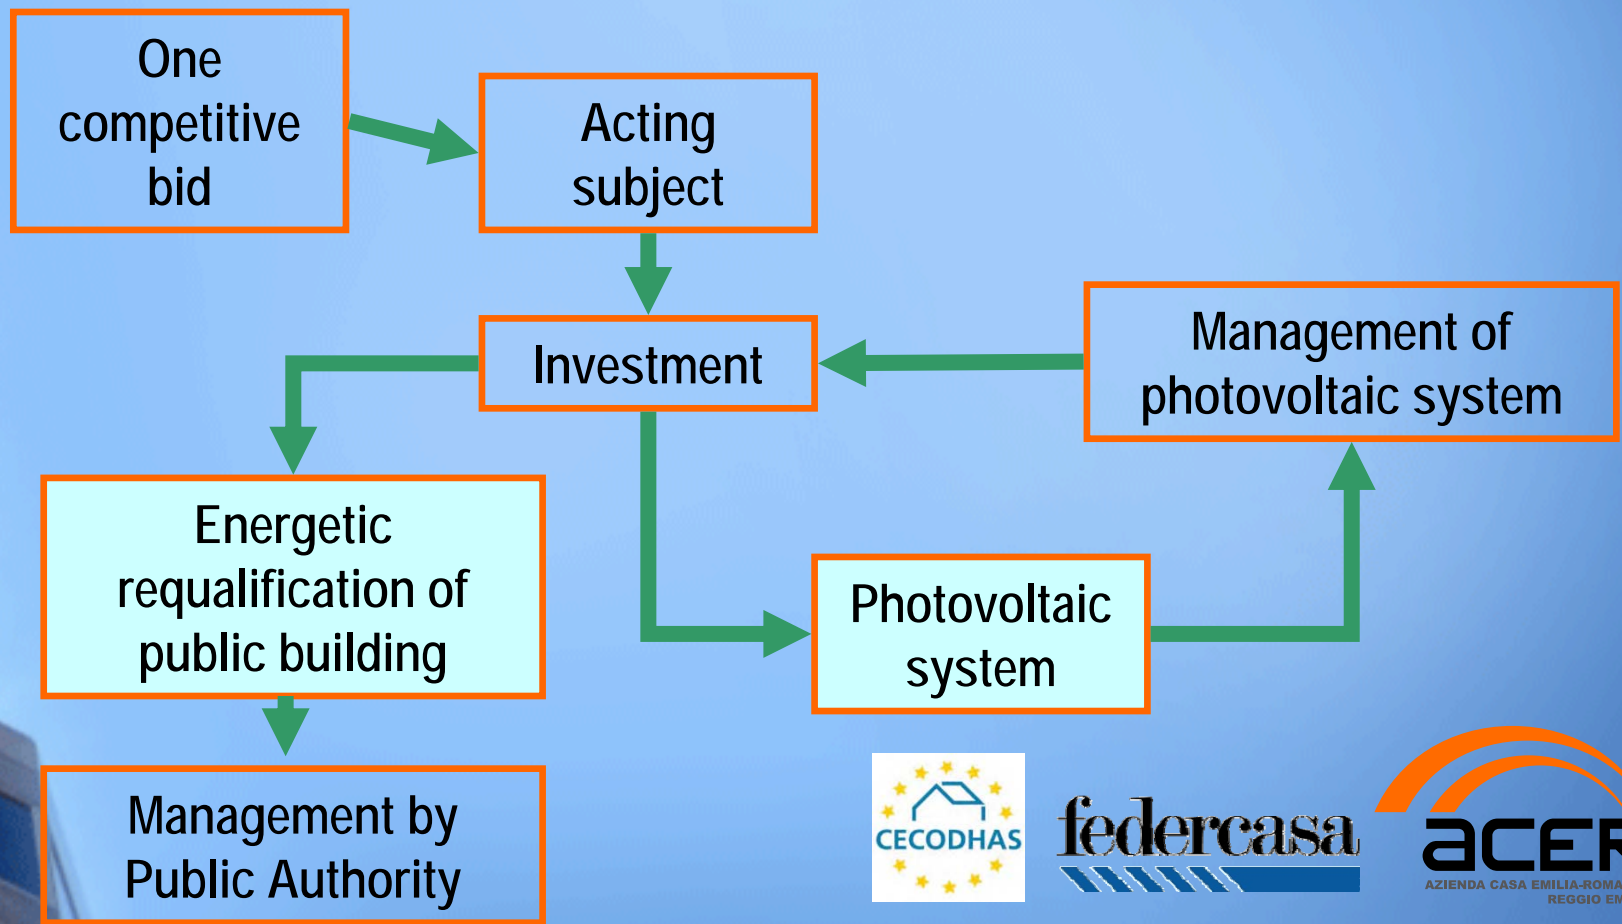 One
competitive
bid
Acting
subject
Investment
Management of
photovoltaic system
Energetic
requalification of
public building
Photovoltaic
system
Management by
Public Authority
CECODHAS
federcasa
acer
AZIENDA CASA EMILIA-ROMA
REGGIO EM